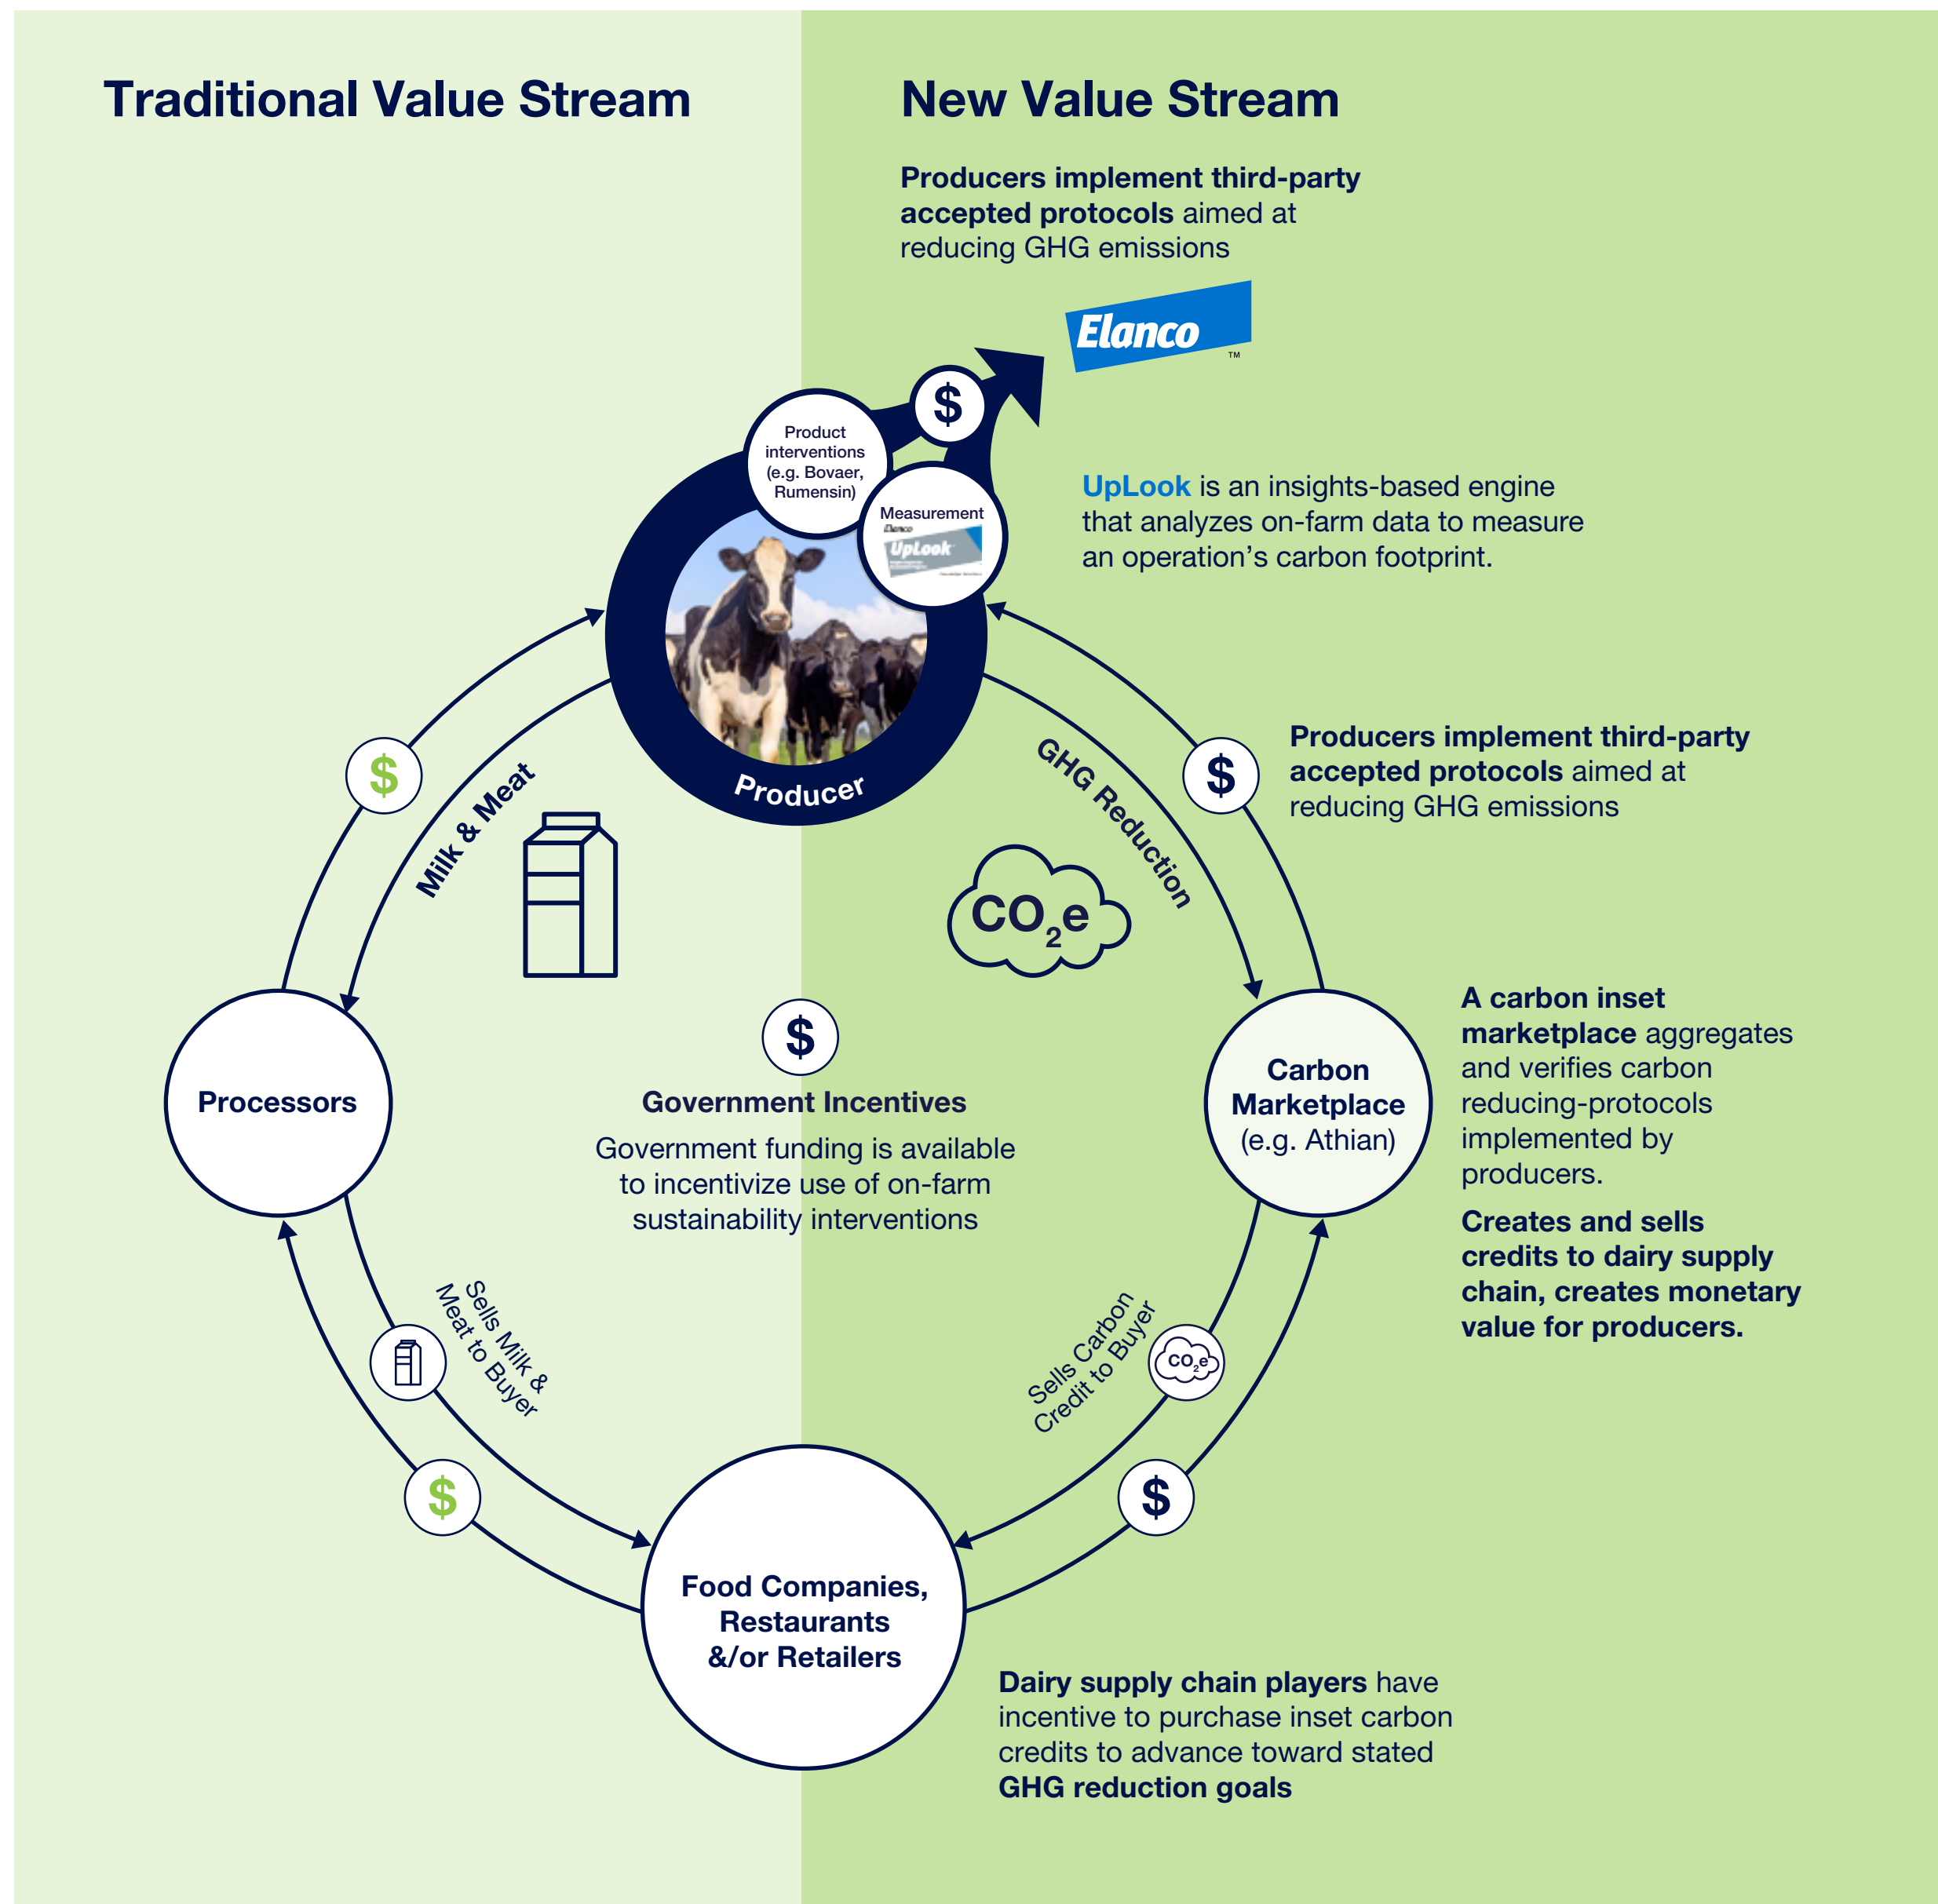 Traditional Value Stream
New Value Stream
Producers implement third-party
accepted protocols aimed at
reducing GHG emissions
Elanco
TM
$
Product
interventions
(e.g. Bovaer,
Rumensin)
Measurement
Elanco
UpLook
UpLook is an insights-based engine
that analyzes on-farm data to measure
an operation's carbon footprint.
Producer
$
Milk & Meat
GHG Reduction
$
Producers implement third-party
accepted protocols aimed at
reducing GHG emissions
CO2e
Processors
$
Government Incentives
Government funding is available
to incentivize use of on-farm
sustainability interventions
Carbon
Marketplace
(e.g. Athian)
A carbon inset
marketplace aggregates
and verifies carbon
reducing-protocols
implemented by
producers.
Creates and sells
credits to dairy supply
chain, creates monetary
value for producers.
Sells Milk &
Meat to Buyer
Sells Carbon
Credit to Buyer
CO2e
$
$
Food Companies,
Restaurants
&/or Retailers
Dairy supply chain players have
incentive to purchase inset carbon
credits to advance toward stated
GHG reduction goals